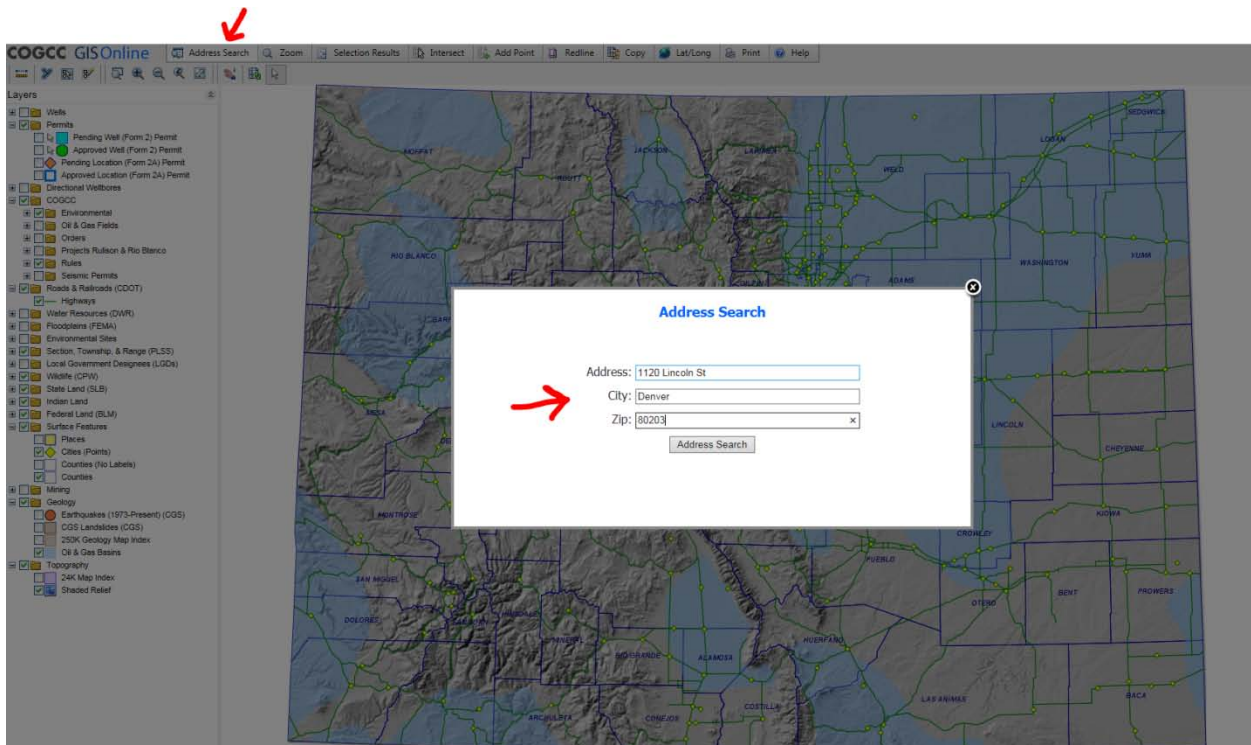 COGCC GISOnline Address Search Zoom Selection Results Intersect Add Point Redline Copy Lat/Long Print Help
Layers
Wells
Permits
Pending Well (Form 2) Permit
Approved Well (Form 2) Permit
Pending Location (Form 2A) Permit
Approved Location (Form 2A) Permit
Directional Wellbores
COGCC
Environmental
Oil & Gas Fields
Orders
Projects Rulison & Rio Blanco
Rules
Seismic Permits
Roads & Railroads (CDOT)
Highways
Water Resources (DWR)
Floodplains (FEMA)
Environmental Sites
Section, Township, & Range (PLSS)
Local Government Designees (LGDs)
Wildlife (CPW)
State Land (SLB)
Indian Land
Federal Land (BLM)
Surface Features
Places
Cities (Points)
Counties (No Labels)
Counties
Mining
Geology
Earthquakes (1973-Present) (CGS)
CGS Landslides (CGS)
250K Geology Map Index
Oil & Gas Basins
Topography
24K Map Index
Shaded Relief
MOFFAT
ROUTT
JACKSON
LARIMER
WELD
LOGAN
SEDGWICK
RIO BLANCO
ADAMS
WASHINGTON
YUMA
Address Search
Address: 1120 Lincoln St
City: Denver
Zip: 80203
Address Search
MESA
LINCOLN
CHEYENNE
MONTROSE
KIOWA
CROWLEY
PUEBLO
SAN MIGUEL
OTERO
BENT
PROWERS
DOLORES
HUERFANO
RIO GRANDE
ALAMOSA
LAS ANIMAS
BACA
COSTILLA
ARCHULETA
CONEJOS